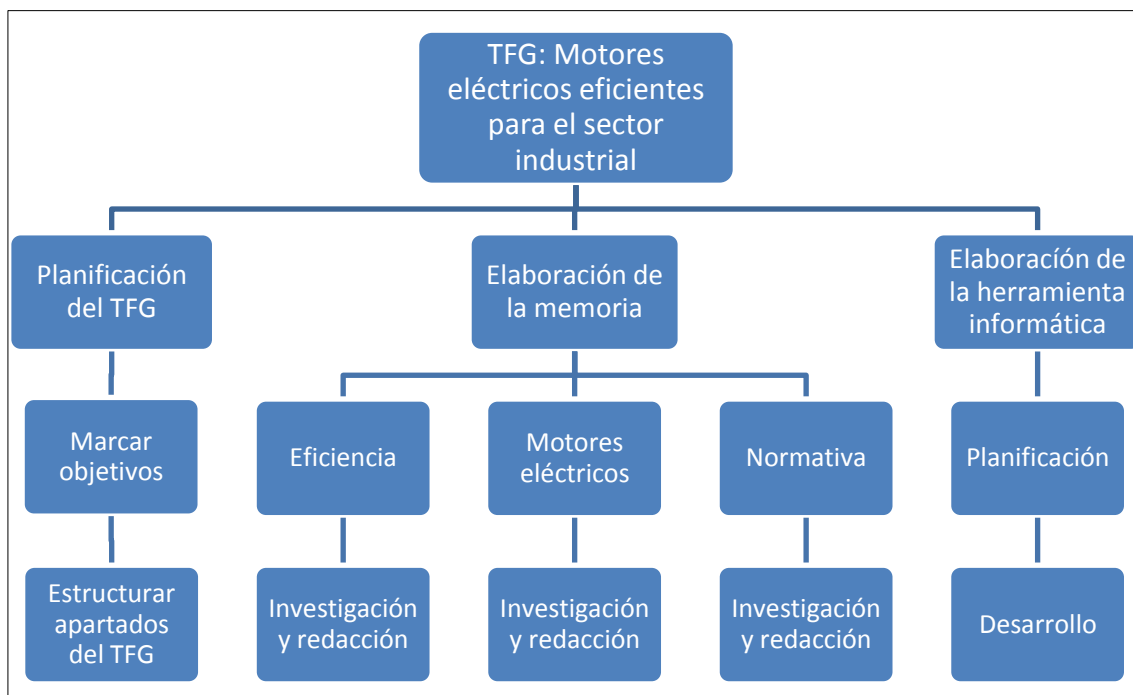 TFG: Motores
eléctricos eficientes
para el sector
industrial
Planificación
del TFG
Elaboración de
la memoria
Elaboracíón de
la herramienta
informática
Marcar
objetivos
Eficiencia
Motores
eléctricos
Normativa
Planificación
Estructurar
apartados
del TFG
Investigación
y redacción
Investigación
y redacción
Investigación
y redacción
Desarrollo